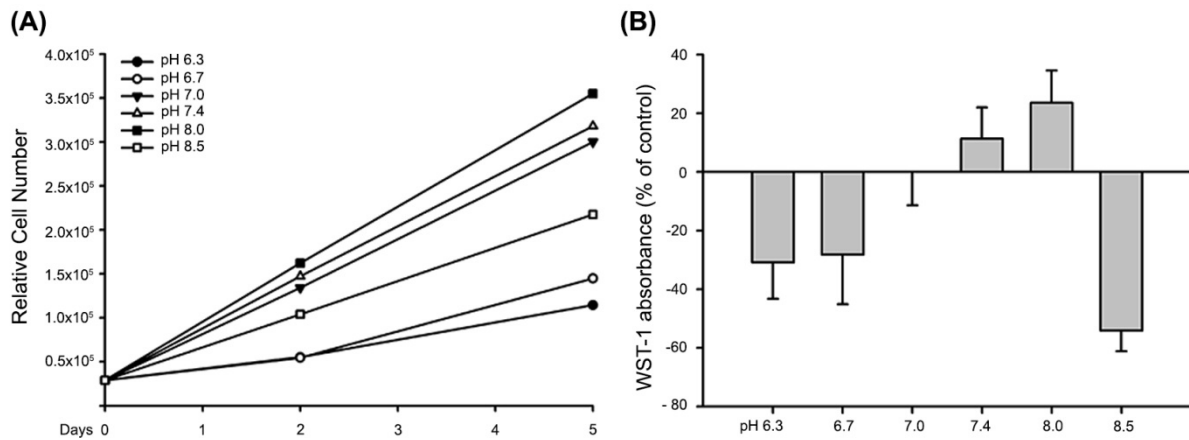 (A)
Relative Cell Number
4.0x10⁵
3.5x10⁵
3.0x10⁵
2.5x10⁵
2.0x10⁵
1.5x10⁵
1.0x10⁵
0.5x10⁵
pH 6.3
pH 6.7
pH 7.0
pH 7.4
pH 8.0
pH 8.5
Days 0 1 2 3 4 5
(B)
WST-1 absorbance (% of control)
40
20
0
-20
-40
-60
- 80
pH 6.3 6.7 7.0 7.4 8.0 8.5